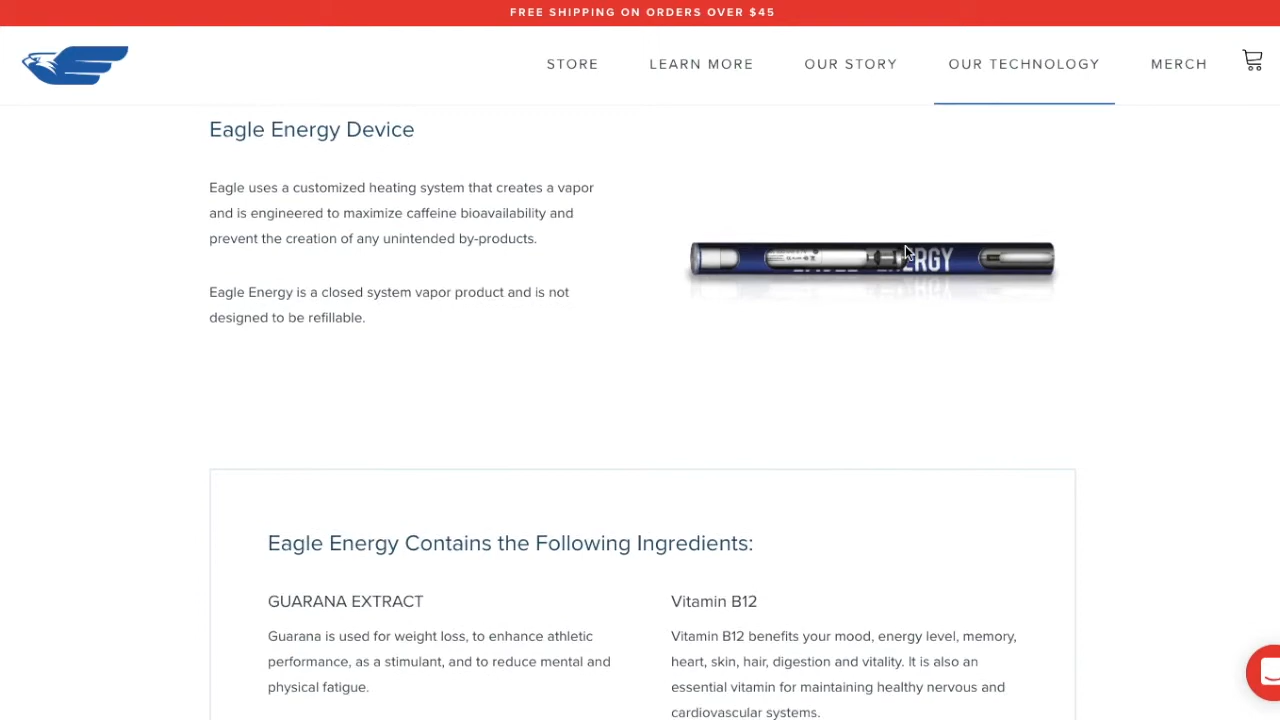 FREE SHIPPING ON ORDERS OVER $45
STORE LEARN MORE OUR STORY OUR TECHNOLOGY MERCH
Eagle Energy Device
Eagle uses a customized heating system that creates a vapor
and is engineered to maximize caffeine bioavailability and
prevent the creation of any unintended by-products.
Eagle Energy is a closed system vapor product and is not
designed to be refillable.
Eagle Energy Contains the Following Ingredients:
GUARANA EXTRACT
Guarana is used for weight loss, to enhance athletic
performance, as a stimulant, and to reduce mental and
physical fatigue.
Vitamin B12
Vitamin B12 benefits your mood, energy level, memory,
heart, skin, hair, digestion and vitality. It is also an
essential vitamin for maintaining healthy nervous and
cardiovascular systems.